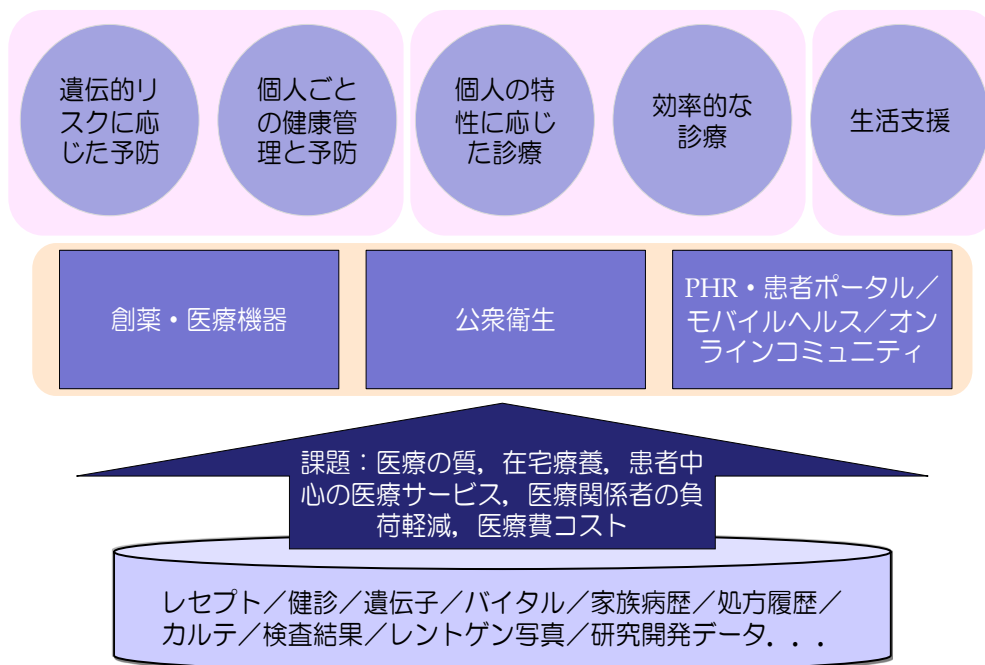 遺伝的リ
スクに応
じた予防
個人ごと
の健康管
理と予防
個人の特
性に応じ
た診療
効率的な
診療
生活支援
創薬・医療機器
公衆衛生
PHR・患者ポータル／
モバイルヘルス／オン
ラインコミュニティ
課題：医療の質，在宅療養，患者中
心の医療サービス，医療関係者の負
荷軽減，医療費コスト
レセプト／健診／遺伝子／バイタル／家族病歴／処方履歴／
カルテ／検査結果／レントゲン写真／研究開発データ．．．